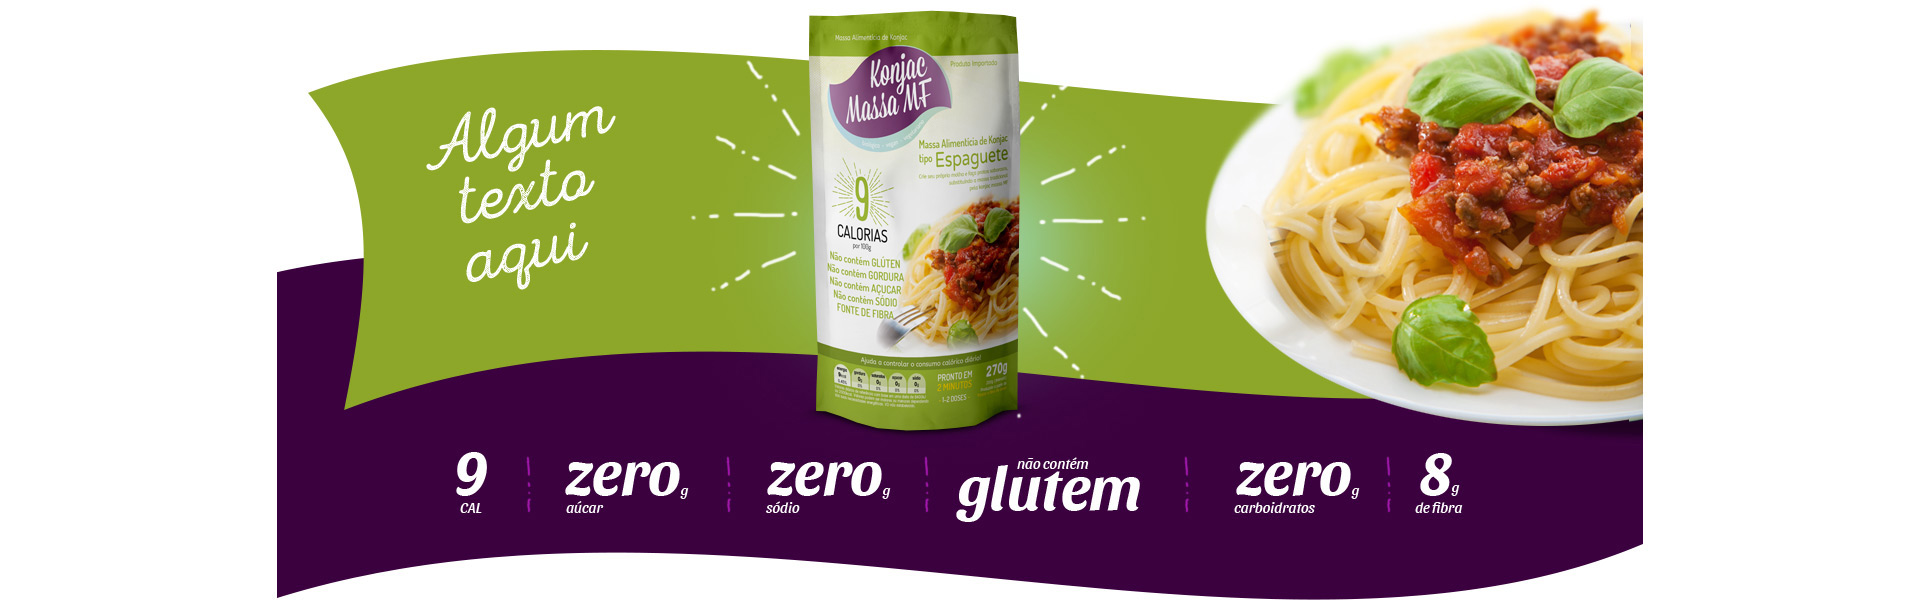 Algum
texto
aqui
Massa Alimentícia de Konjac
Produto Importado
Konjac
Massa MF
Massa Alimentícia de Konjac
tipo Espaguete
9
CALORIAS
por 100g
Não contém GLÚTEN
Não contém GORDURA
Não contém AÇUCAR
Não contém SÓDIO
FONTE DE FIBRA
Ajuda a controlar o consumo calórico diário!
PRONTO EM
2 MINUTOS
1-2 DOSES
270g
9
CAL
zero g
aúcar
zero g
sódio
não contém
glutem
zero g
carboidratos
8 g
de fibra